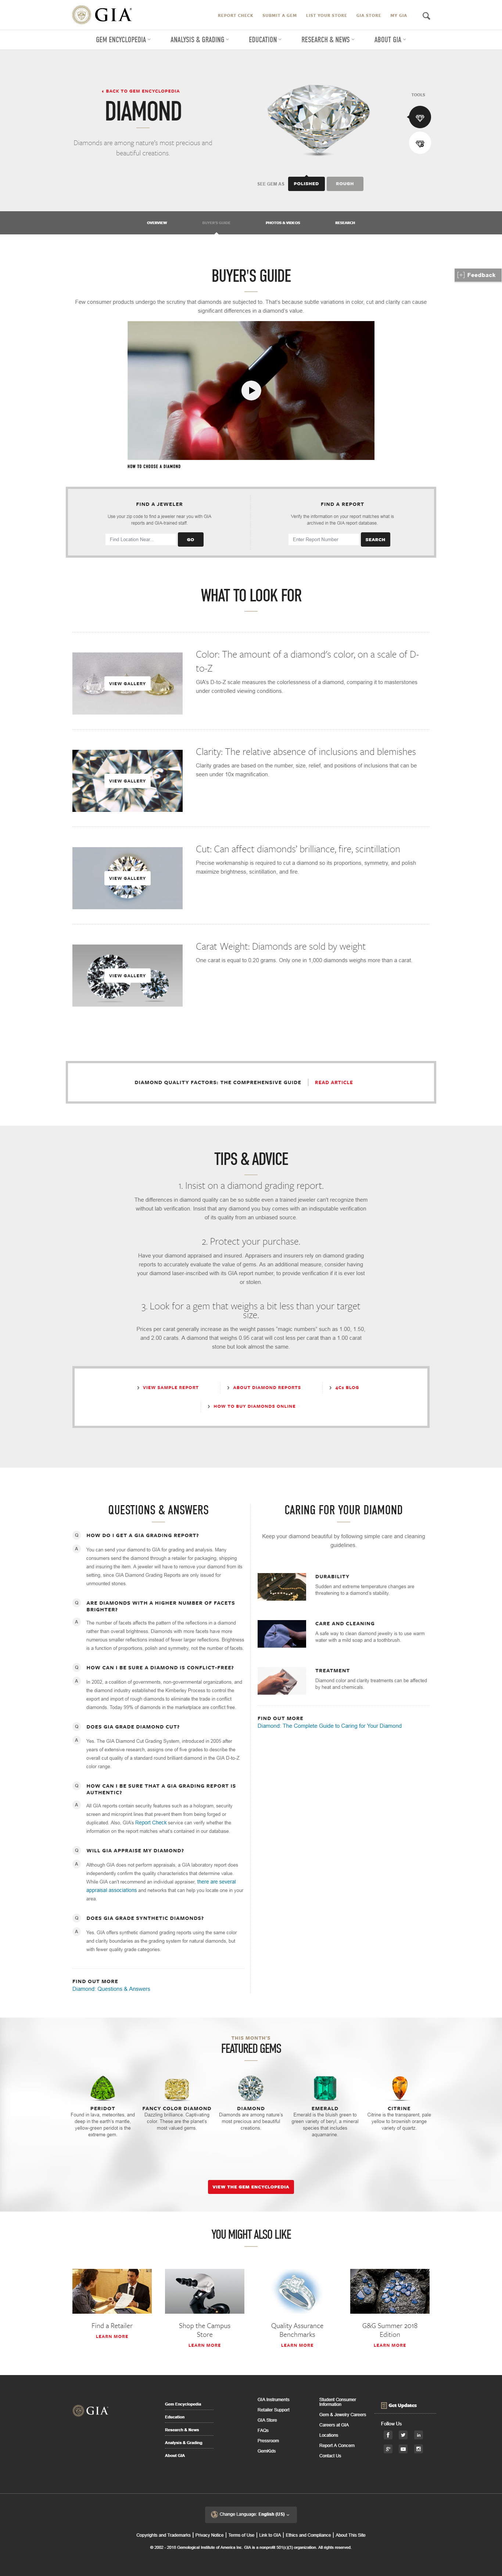 GIA
REPORT CHECK
SUBMIT A GEM
LIST YOUR STORE
GIA STORE
MY GIA
GEM ENCYCLOPEDIA
ANALYSIS & GRADING
EDUCATION
RESEARCH & NEWS
ABOUT GIA
BACK TO GEM ENCYCLOPEDIA
DIAMOND
Diamonds are among nature's most precious and
beautiful creations.
TOOLS
SEE GEM AS
POLISHED
ROUGH
OVERVIEW
BUYER'S GUIDE
PHOTOS & VIDEOS
RESEARCH
[+] Feedback
BUYER'S GUIDE
Few consumer products undergo the scrutiny that diamonds are subjected to. That's because subtle variations in color, cut and clarity can cause
significant differences in a diamond's value.
HOW TO CHOOSE A DIAMOND
FIND A JEWELER
Use your zip code to find a jeweler near you with GIA
reports and GIA-trained staff.
Find Location Near...
GO
FIND A REPORT
Verify the information on your report matches what is
archived in the GIA report database.
Enter Report Number
SEARCH
WHAT TO LOOK FOR
VIEW GALLERY
Color: The amount of a diamond's color, on a scale of D-
to-Z
GIA's D-to-Z scale measures the colorlessness of a diamond, comparing it to masterstones
under controlled viewing conditions.
VIEW GALLERY
Clarity: The relative absence of inclusions and blemishes
Clarity grades are based on the number, size, relief, and positions of inclusions that can be
seen under 10x magnification.
VIEW GALLERY
Cut: Can affect diamonds' brilliance, fire, scintillation
Precise workmanship is required to cut a diamond so its proportions, symmetry, and polish
maximize brightness, scintillation, and fire.
VIEW GALLERY
Carat Weight: Diamonds are sold by weight
One carat is equal to 0.20 grams. Only one in 1,000 diamonds weighs more than a carat.
DIAMOND QUALITY FACTORS: THE COMPREHENSIVE GUIDE
READ ARTICLE
TIPS & ADVICE
1. Insist on a diamond grading report.
The differences in diamond quality can be so subtle even a trained jeweler can't recognize them
without lab verification. Insist that any diamond you buy comes with an indisputable verification
of its quality from an unbiased source.
2. Protect your purchase.
Have your diamond appraised and insured. Appraisers and insurers rely on diamond grading
reports to accurately evaluate the value of gems. As an additional measure, consider having
your diamond laser-inscribed with its GIA report number, to provide verification if it is ever lost
or stolen.
3. Look for a gem that weighs a bit less than your target
size.
Prices per carat generally increase as the weight passes "magic numbers" such as 1.00, 1.50,
and 2.00 carats. A diamond that weighs 0.95 carat will cost less per carat than a 1.00 carat
stone but look almost the same.
VIEW SAMPLE REPORT
ABOUT DIAMOND REPORTS
4Cs BLOG
HOW TO BUY DIAMONDS ONLINE
QUESTIONS & ANSWERS
Q HOW DO I GET A GIA GRADING REPORT?
A You can send your diamond to GIA for grading and analysis. Many
consumers send the diamond through a retailer for packaging, shipping
and insuring the item. A jeweler will have to remove your diamond from its
setting, since GIA Diamond Grading Reports are only issued for
unmounted stones.
Q ARE DIAMONDS WITH A HIGHER NUMBER OF FACETS
BRIGHTER?
A The number of facets affects the pattern of the reflections in a diamond
rather than overall brightness. Diamonds with more facets have more
numerous smaller reflections instead of fewer larger reflections. Brightness
is a function of proportions, polish and symmetry, not the number of facets.
Q HOW CAN I BE SURE A DIAMOND IS CONFLICT-FREE?
A In 2002, a coalition of governments, non-governmental organizations, and
the diamond industry established the Kimberley Process to control the
export and import of rough diamonds to eliminate the trade in conflict
diamonds. Today 99% of diamonds in the marketplace are conflict free.
Q DOES GIA GRADE DIAMOND CUT?
A Yes. The GIA Diamond Cut Grading System, introduced in 2005 after
years of extensive research, assigns one of five grades to describe the
overall cut quality of a standard round brilliant diamond in the GIA D-to-Z
color range.
Q HOW CAN I BE SURE THAT A GIA GRADING REPORT IS
AUTHENTIC?
A All GIA reports contain security features such as a hologram, security
screen and microprint lines that prevent them from being forged or
duplicated. Also, GIA's Report Check service can verify whether the
information on the report matches what's contained in our database.
Q WILL GIA APPRAISE MY DIAMOND?
A Although GIA does not perform appraisals, a GIA laboratory report does
independently confirm the quality characteristics that determine value.
While GIA can't recommend an individual appraiser, there are several
appraisal associations and networks that can help you locate one in your
area.
Q DOES GIA GRADE SYNTHETIC DIAMONDS?
A Yes. GIA offers synthetic diamond grading reports using the same color
and clarity boundaries as the grading system for natural diamonds, but
with fewer quality grade categories.
FIND OUT MORE
Diamond: Questions & Answers
CARING FOR YOUR DIAMOND
Keep your diamond beautiful by following simple care and cleaning
guidelines.
DURABILITY
Sudden and extreme temperature changes are
threatening to a diamond's stability.
CARE AND CLEANING
A safe way to clean diamond jewelry is to use warm
water with a mild soap and a toothbrush.
TREATMENT
Diamond color and clarity treatments can be affected
by heat and chemicals.
FIND OUT MORE
Diamond: The Complete Guide to Caring for Your Diamond
THIS MONTH'S
FEATURED GEMS
PERIDOT
Found in lava, meteorites, and
deep in the earth's mantle,
yellow-green peridot is the
extreme gem.
FANCY COLOR DIAMOND
Dazzling brilliance. Captivating
color. These are the planet's
most valued gems.
DIAMOND
Diamonds are among nature's
most precious and beautiful
creations.
EMERALD
Emerald is the bluish green to
green variety of beryl, a mineral
species that includes
aquamarine.
CITRINE
Citrine is the transparent, pale
yellow to brownish orange
variety of quartz.
VIEW THE GEM ENCYCLOPEDIA
YOU MIGHT ALSO LIKE
Find a Retailer
LEARN MORE
Shop the Campus
Store
LEARN MORE
Quality Assurance
Benchmarks
LEARN MORE
G&G Summer 2018
Edition
LEARN MORE
GIA
Gem Encyclopedia
Education
Research & News
Analysis & Grading
About GIA
GIA Instruments
Retailer Support
GIA Store
FAQs
Pressroom
GemKids
Student Consumer
Information
Gem & Jewelry Careers
Careers at GIA
Locations
Report A Concern
Contact Us
Get Updates
Follow Us
Change Language: English (US)
Copyrights and Trademarks | Privacy Notice | Terms of Use | Link to GIA | Ethics and Compliance | About This Site
© 2002 - 2018 Gemological Institute of America Inc. GIA is a nonprofit 501(c)(3) organization. All rights reserved.